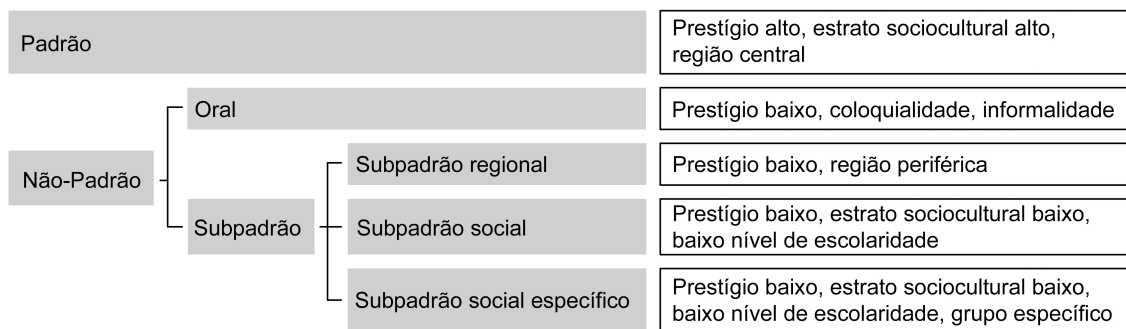 Padrão
Prestígio alto, estrato sociocultural alto,
região central
Não-Padrão
Oral
Prestígio baixo, coloquialidade, informalidade
Subpadrão
Subpadrão regional
Prestígio baixo, região periférica
Subpadrão social
Prestígio baixo, estrato sociocultural baixo,
baixo nível de escolaridade
Subpadrão social específico
Prestígio baixo, estrato sociocultural baixo,
baixo nível de escolaridade, grupo específico